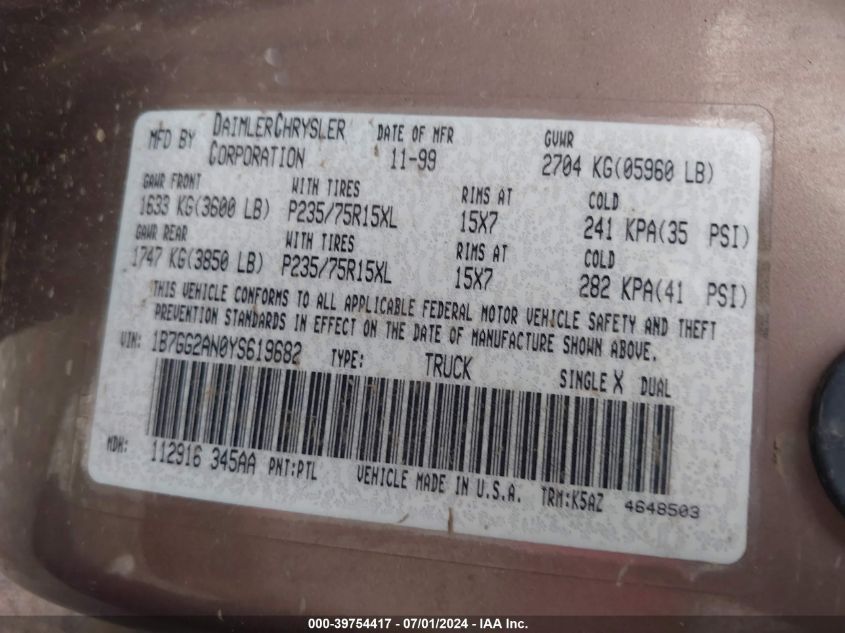 MFD BY DAIMLERCHRYSLER CORPORATION DATE OF MFR 11-99 GVWR 2704 KG(05960 LB)
GAWR FRONT WITH TIRES RIMS AT COLD
1633 KG(3600 LB) P235/75R15XL 15X7 241 KPA(35 PSI)
GAWR REAR WITH TIRES RIMS AT COLD
1747 KG(3850 LB) P235/75R15XL 15X7 282 KPA(41 PSI)
THIS VEHICLE CONFORMS TO ALL APPLICABLE FEDERAL MOTOR VEHICLE SAFETY AND THEFT
PREVENTION STANDARDS IN EFFECT ON THE DATE OF MANUFACTURE SHOWN ABOVE.
VIN: 1B7GG2AN0YS619682 TYPE: TRUCK SINGLE X DUAL
MDH: 112916 345AA PNT:PTL VEHICLE MADE IN U.S.A. TRM:K5AZ 4648503
000-39754417 - 07/01/2024 - IAA Inc.